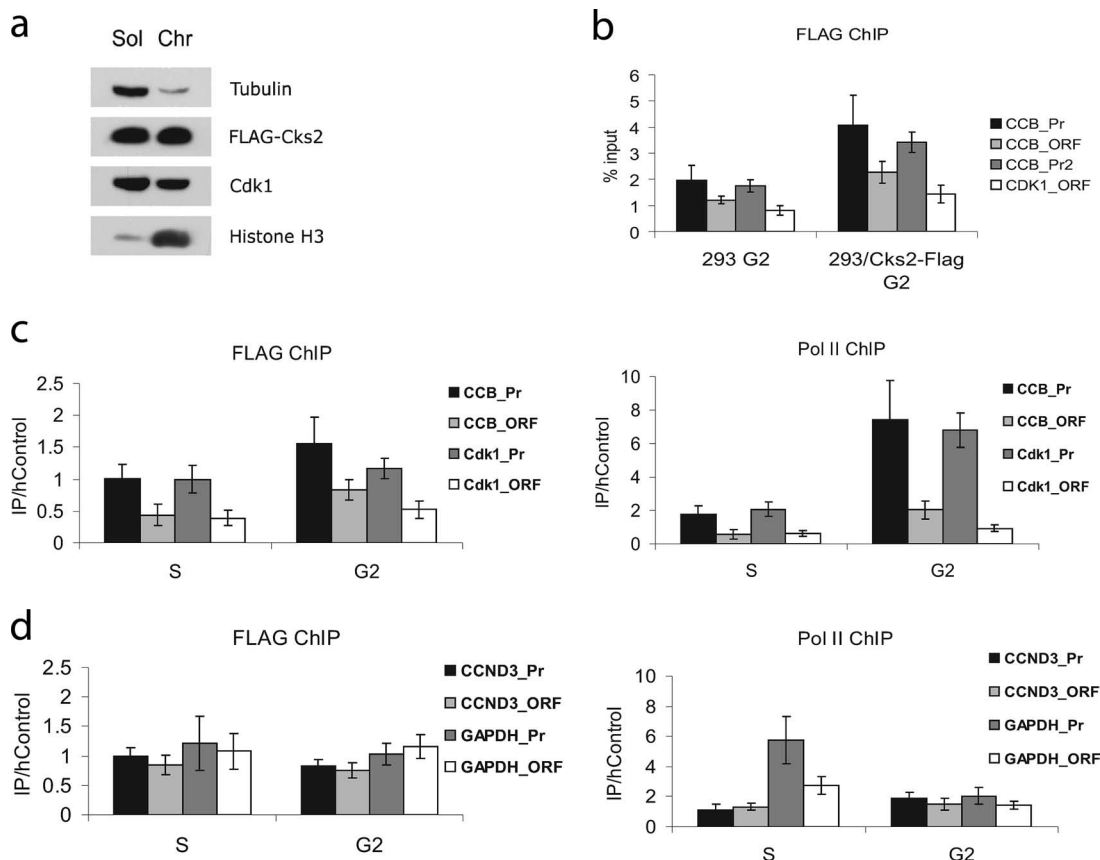 a
Sol Chr
Tubulin
FLAG-Cks2
Cdk1
Histone H3
b
FLAG ChIP
% input
6
5
4
3
2
1
0
293 G2
293/Cks2-Flag
G2
CCB_Pr
CCB_ORF
CCB_Pr2
CDK1_ORF
c
FLAG ChIP
IP/hControl
2.5
2
1.5
1
0.5
0
S
G2
CCB_Pr
CCB_ORF
Cdk1_Pr
Cdk1_ORF
Pol II ChIP
IP/hControl
10
8
6
4
2
0
S
G2
CCB_Pr
CCB_ORF
Cdk1_Pr
Cdk1_ORF
d
FLAG ChIP
IP/hControl
2.5
2
1.5
1
0.5
0
S
G2
CCND3_Pr
CCND3_ORF
GAPDH_Pr
GAPDH_ORF
Pol II ChIP
IP/hControl
10
8
6
4
2
0
S
G2
CCND3_Pr
CCND3_ORF
GAPDH_Pr
GAPDH_ORF